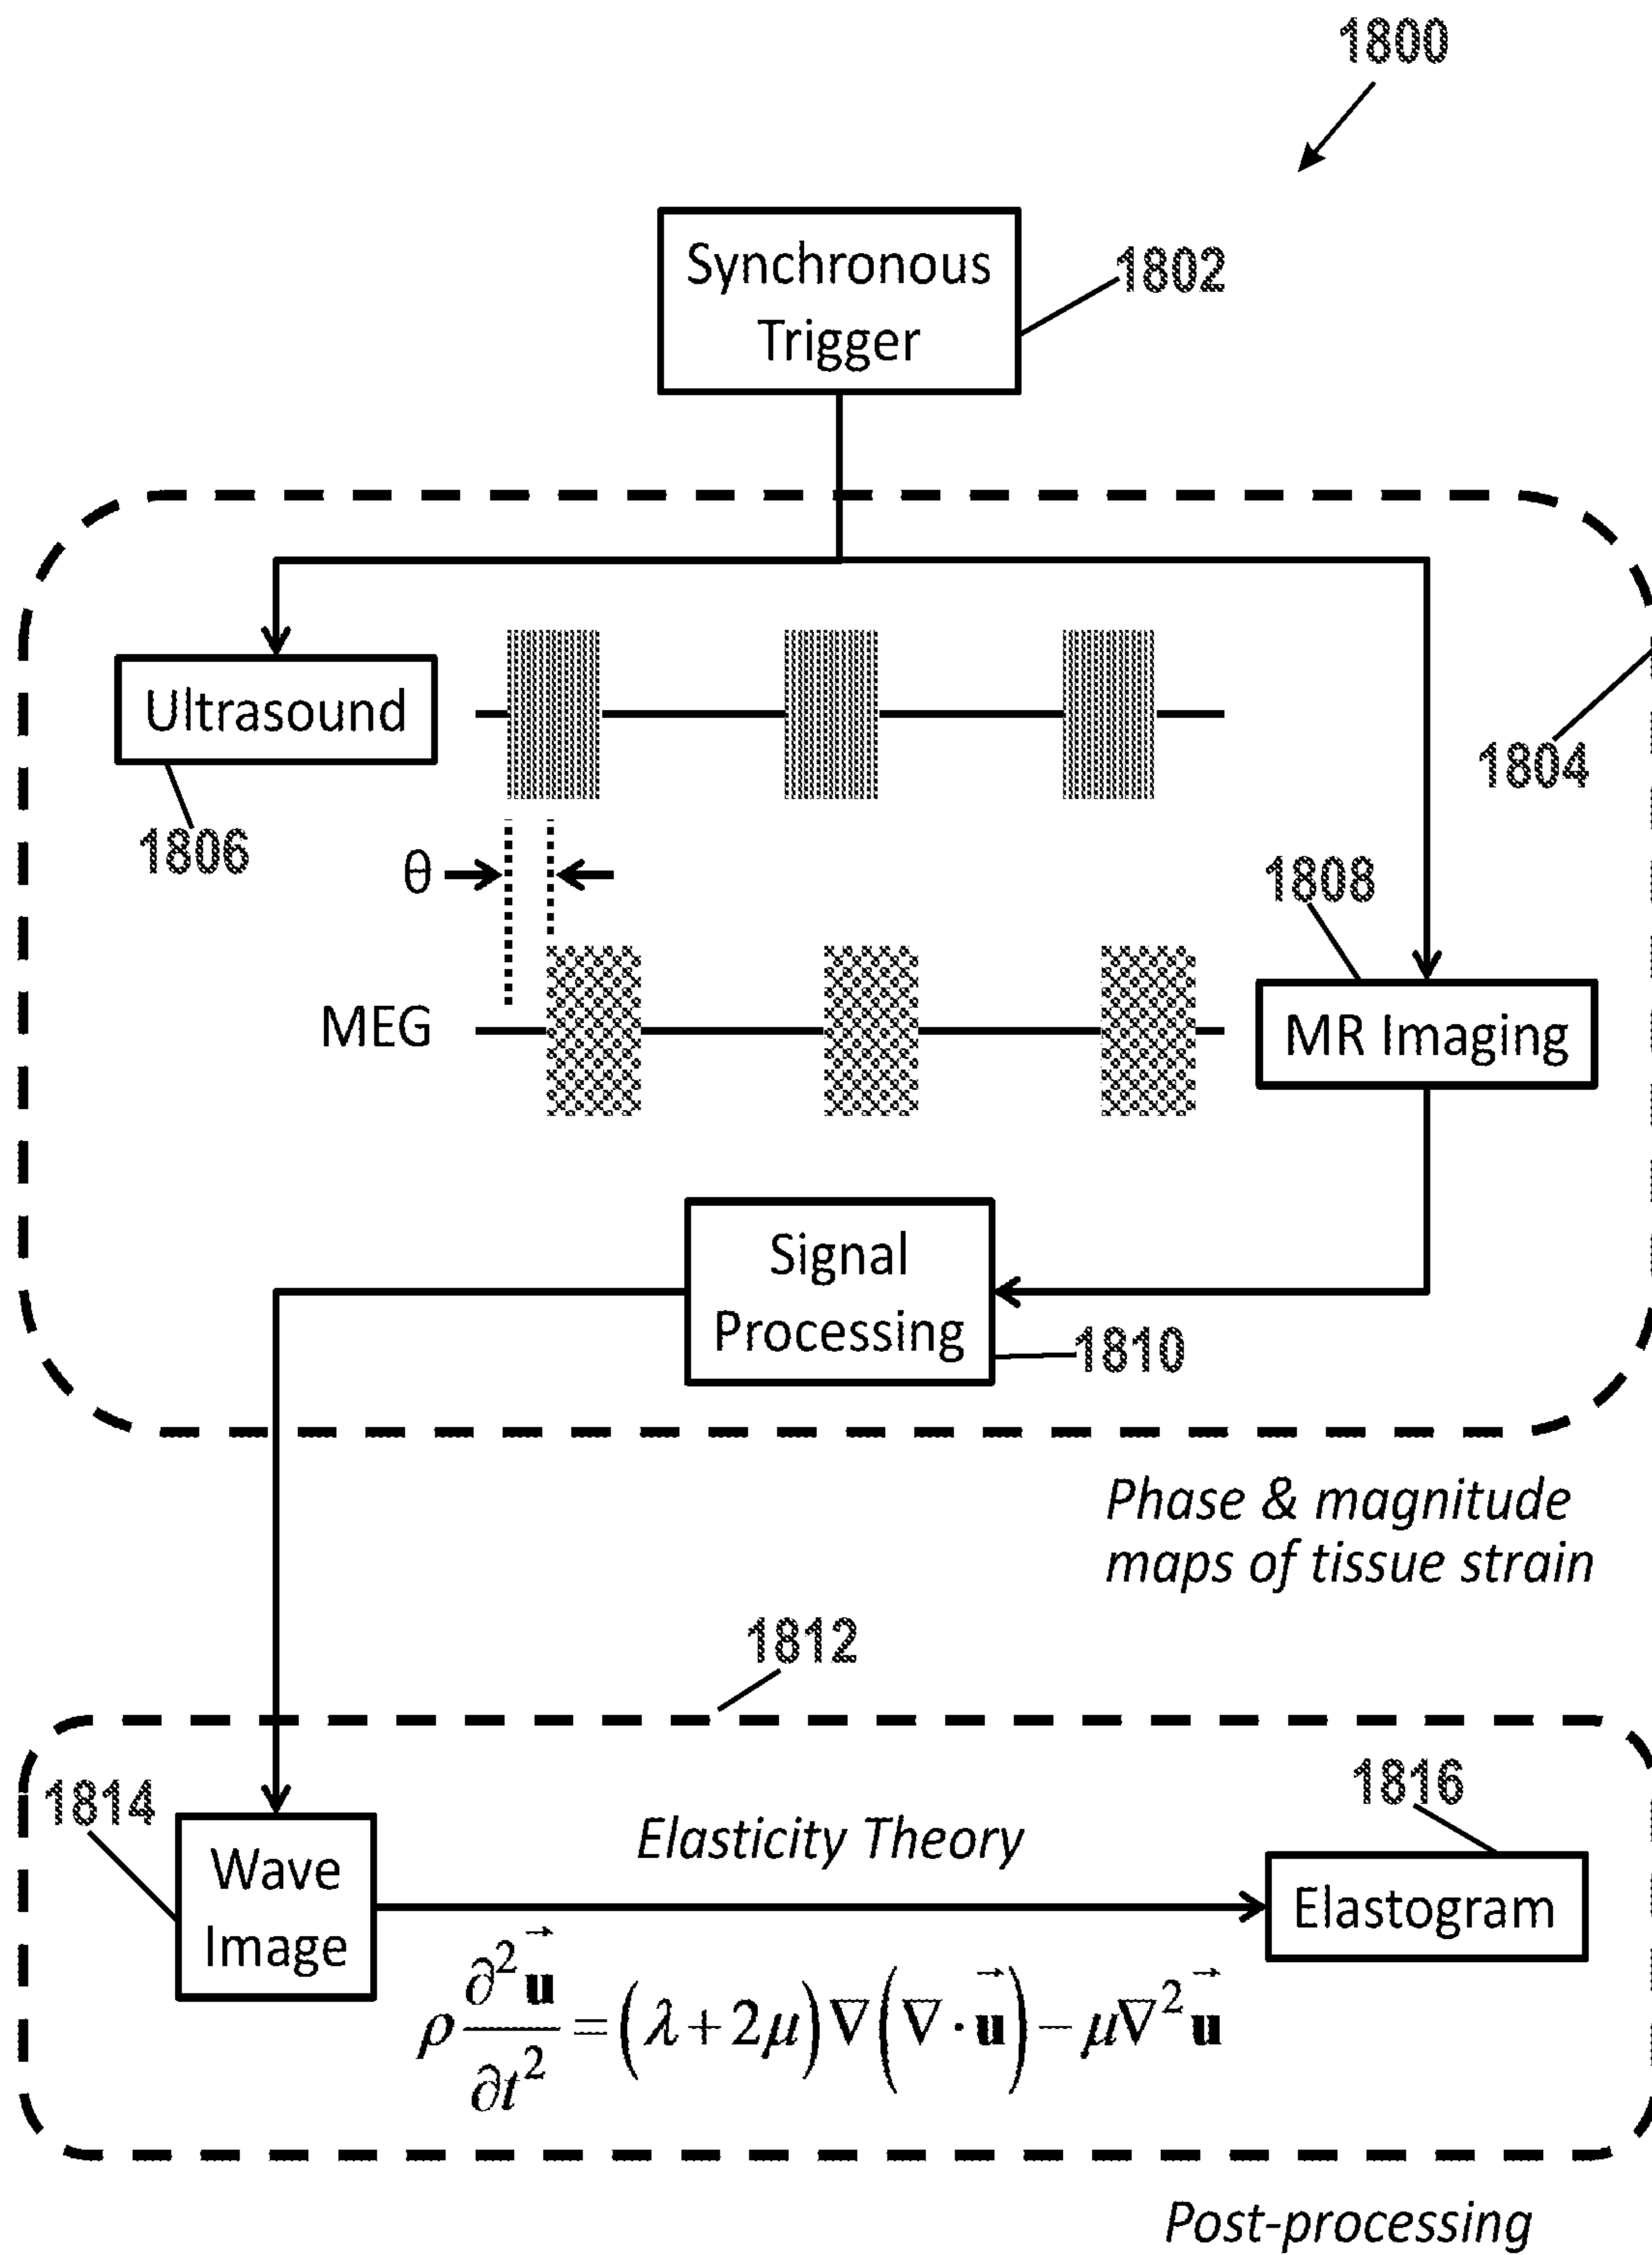 1800
Synchronous
Trigger
1802
Ultrasound
1804
1806
θ
1808
MEG
MR Imaging
Signal
Processing
1810
Phase & magnitude
maps of tissue strain
1812
1814
1816
Wave
Image
Elasticity Theory
Elastogram
ρ ∂²u⃗/∂t² = (λ+2μ)∇(∇·u⃗)−μ∇²u⃗
Post-processing